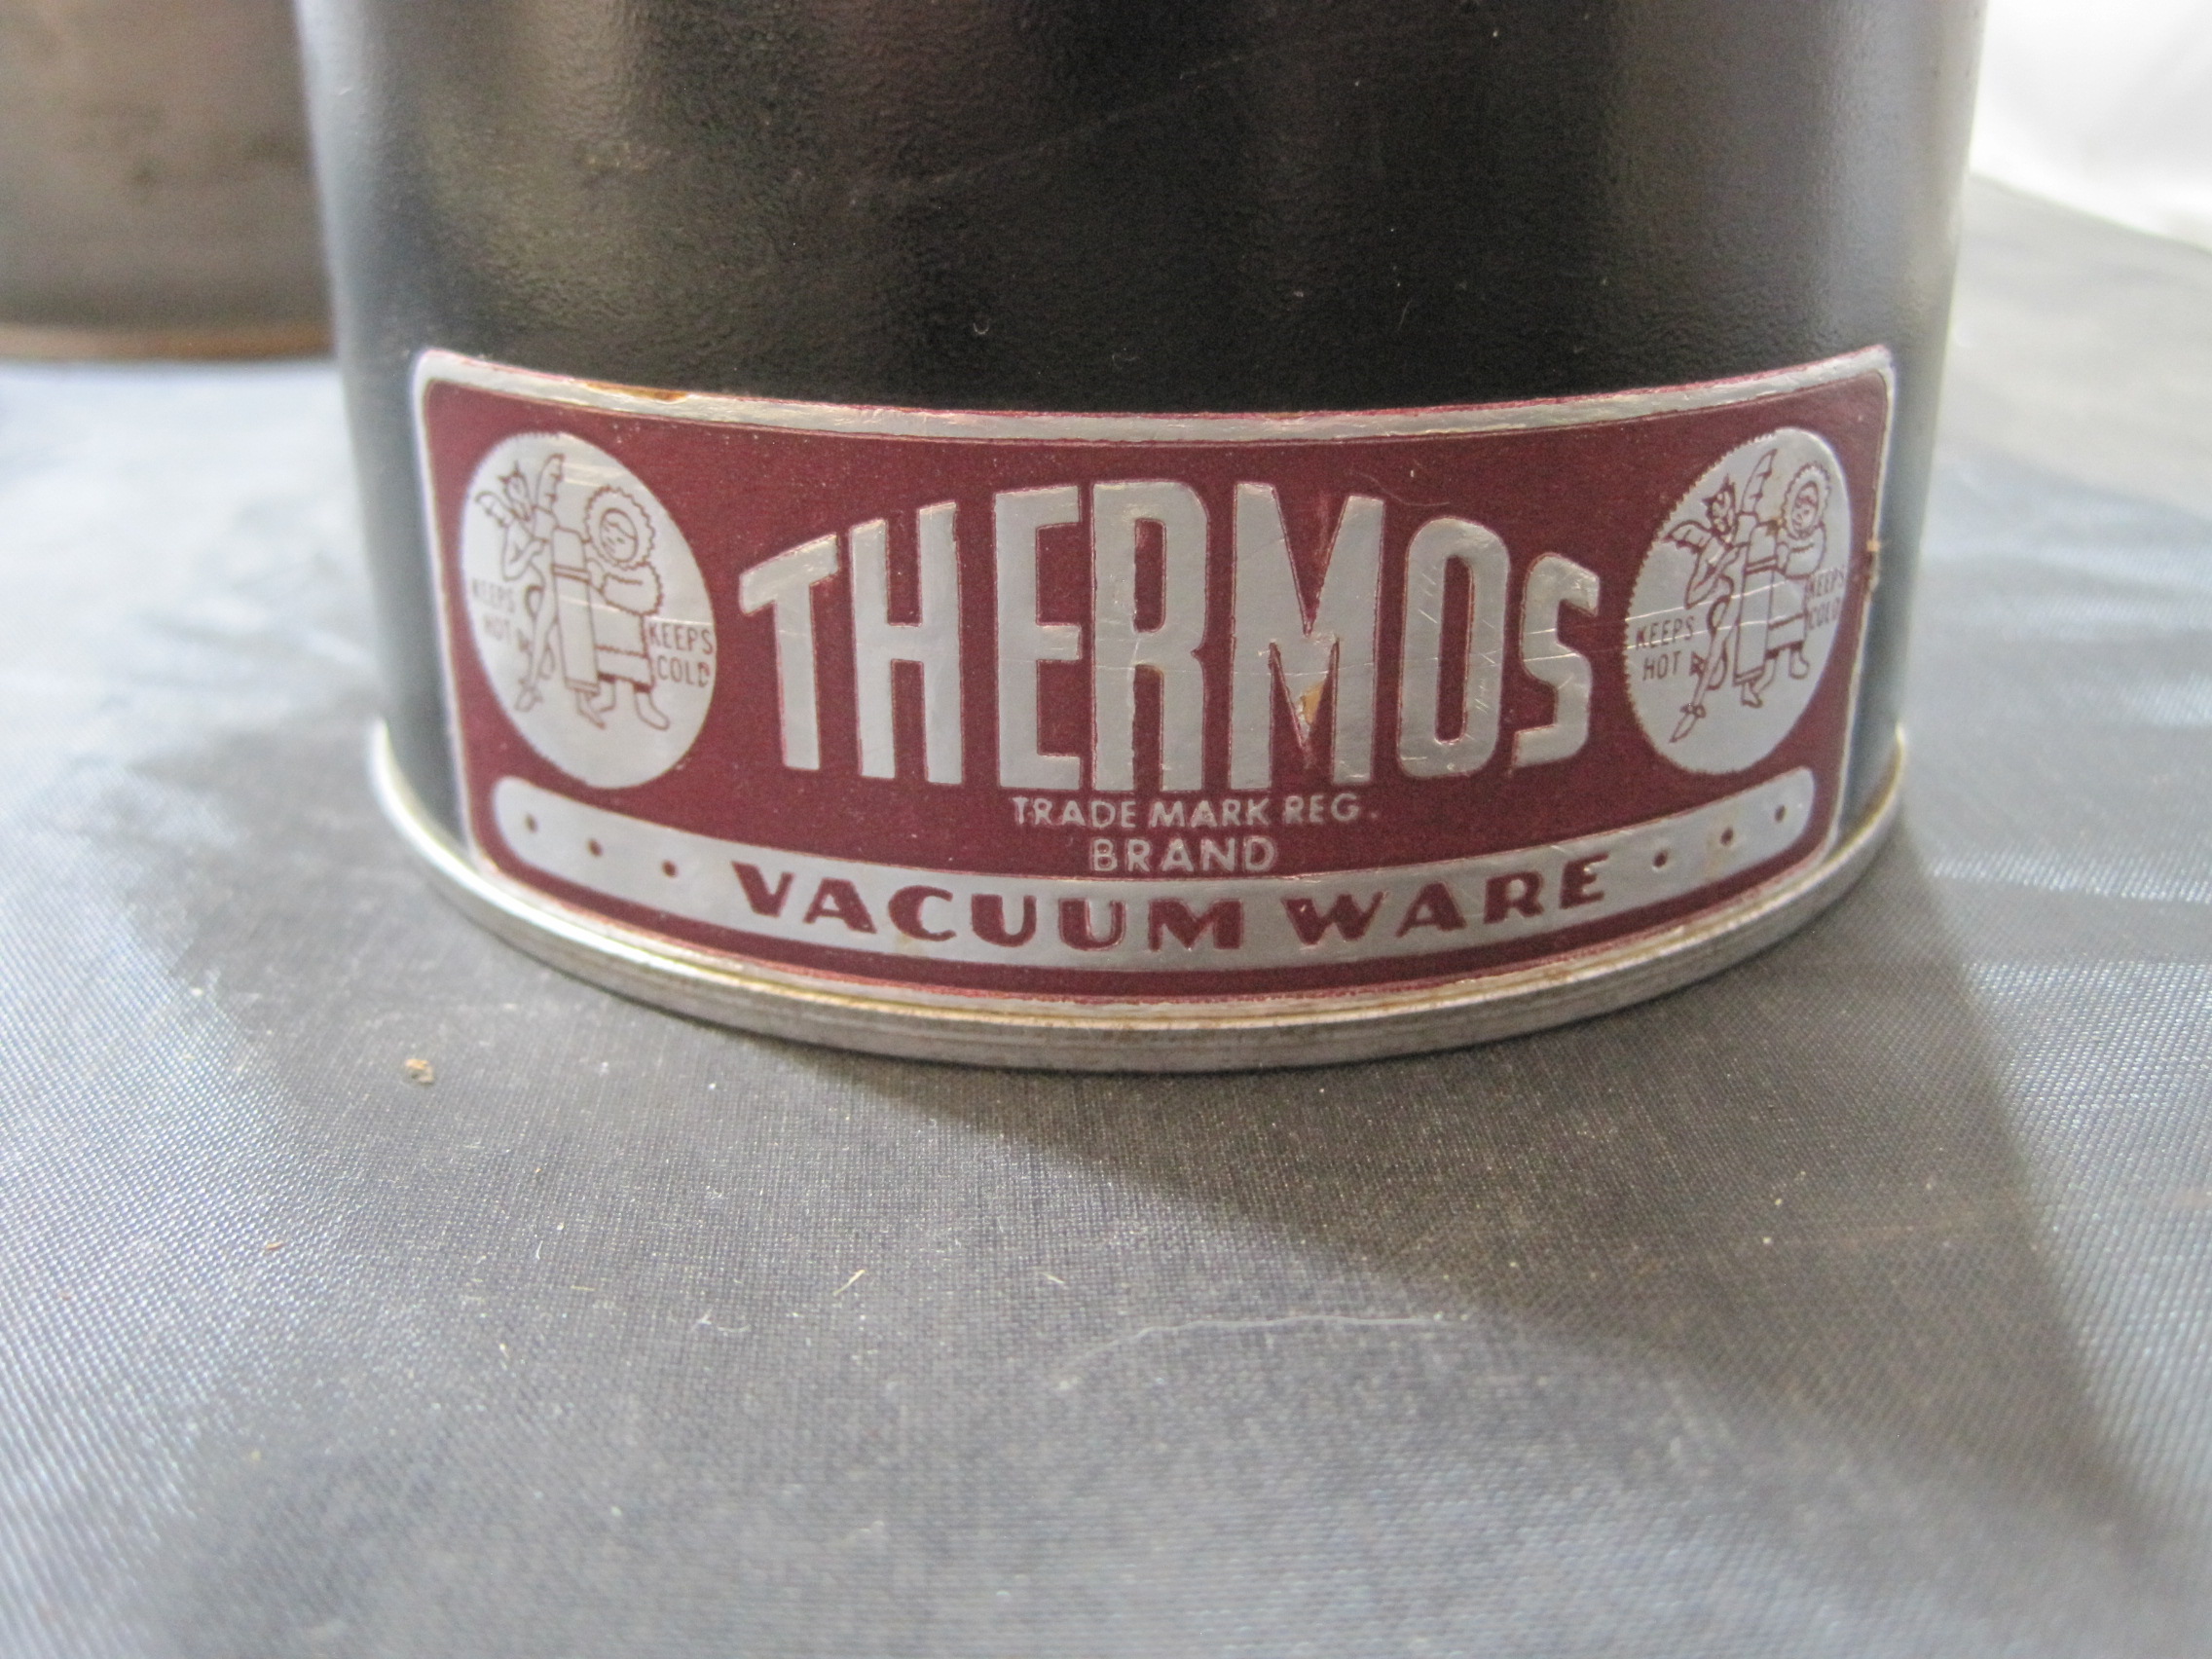 KEEPS
HOT
KEEPS
COLD
THERMOS
TRADE MARK REG.
BRAND
VACUUM WARE
KEEPS
HOT
KEEPS
COLD